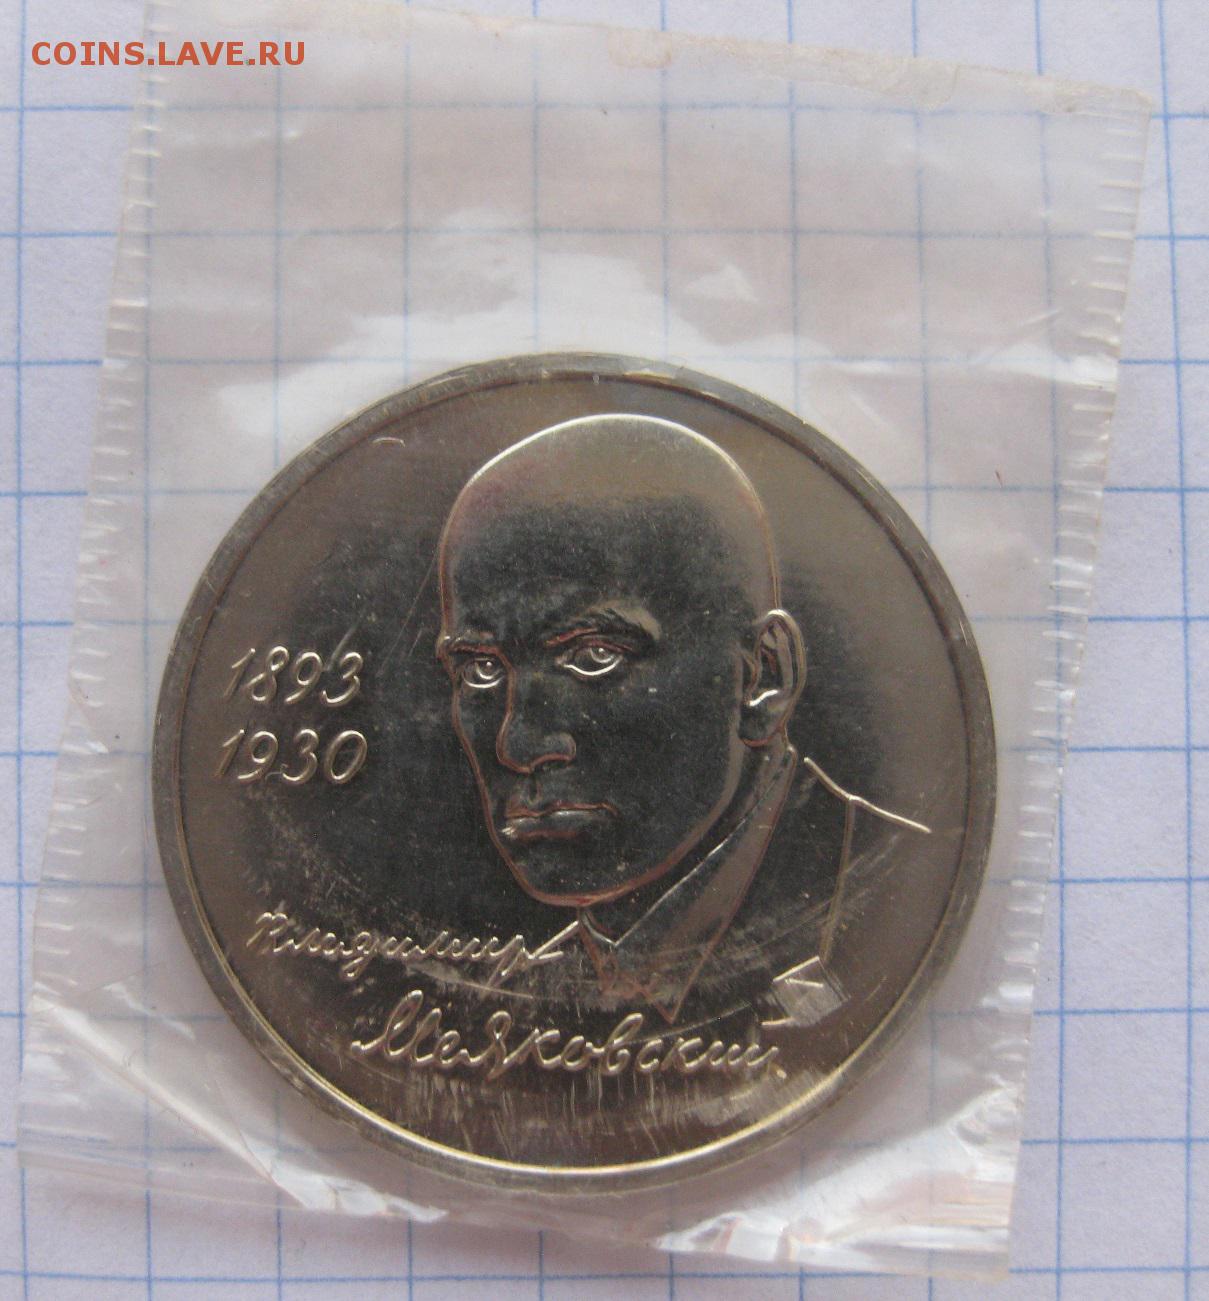 COINS.LAVE.RU
1893
1930
Владимир
Маяковский